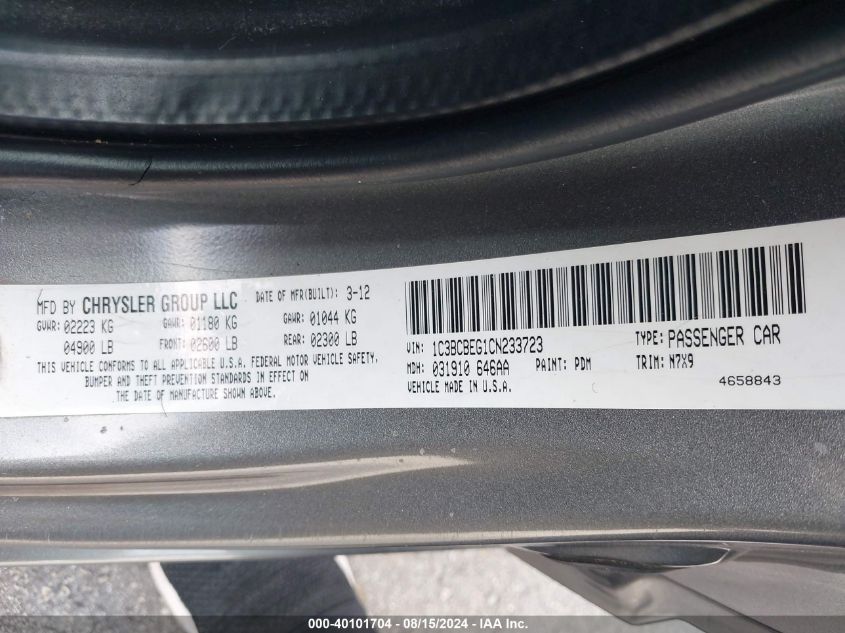 MFD BY CHRYSLER GROUP LLC DATE OF MFR(BUILT): 3-12
GVWR: 02223 KG GAWR: 01180 KG GAWR: 01044 KG
04900 LB FRONT: 02600 LB REAR: 02300 LB
THIS VEHICLE CONFORMS TO ALL APPLICABLE U.S.A. FEDERAL MOTOR VEHICLE SAFETY,
BUMPER AND THEFT PREVENTION STANDARDS IN EFFECT ON
THE DATE OF MANUFACTURE SHOWN ABOVE.
VIN: 1C3BCBEG1CN233723 TYPE: PASSENGER CAR
MDH: 031910 646AA PAINT: PDM TRIM: N7X9
VEHICLE MADE IN U.S.A. 4658843
000-40101704 - 08/15/2024 - IAA Inc.